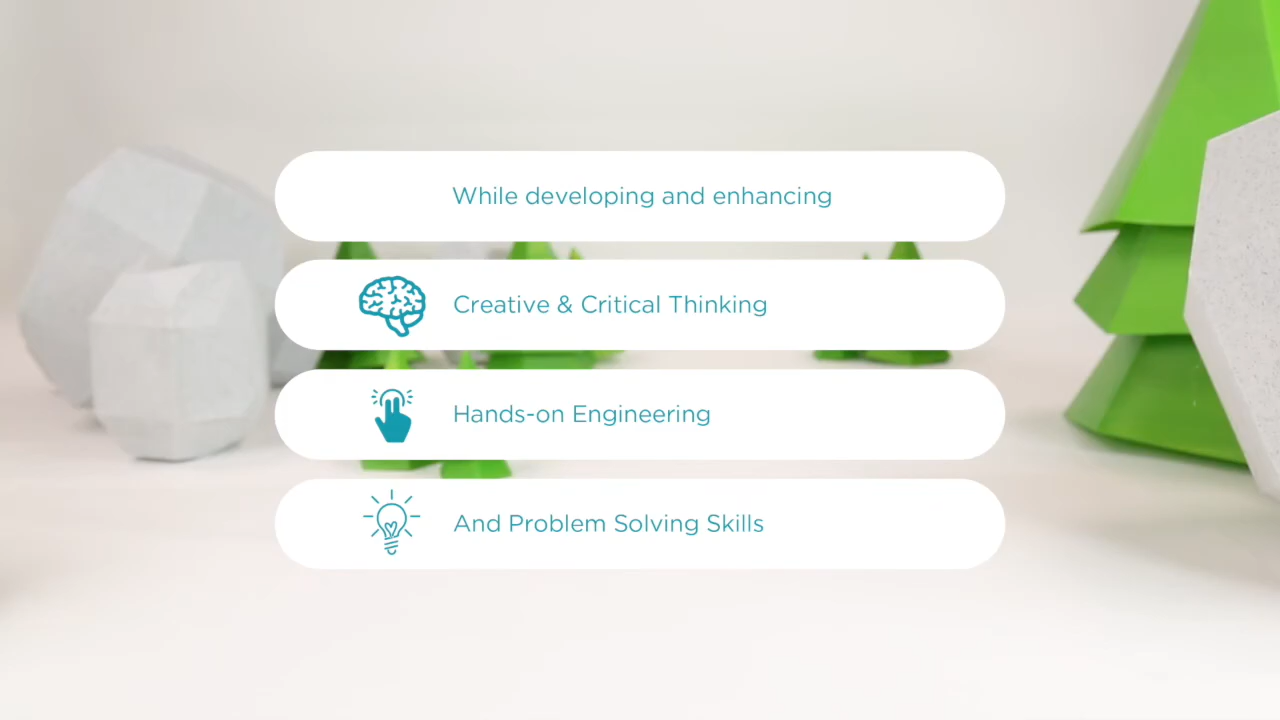 While developing and enhancing
Creative & Critical Thinking
Hands-on Engineering
And Problem Solving Skills